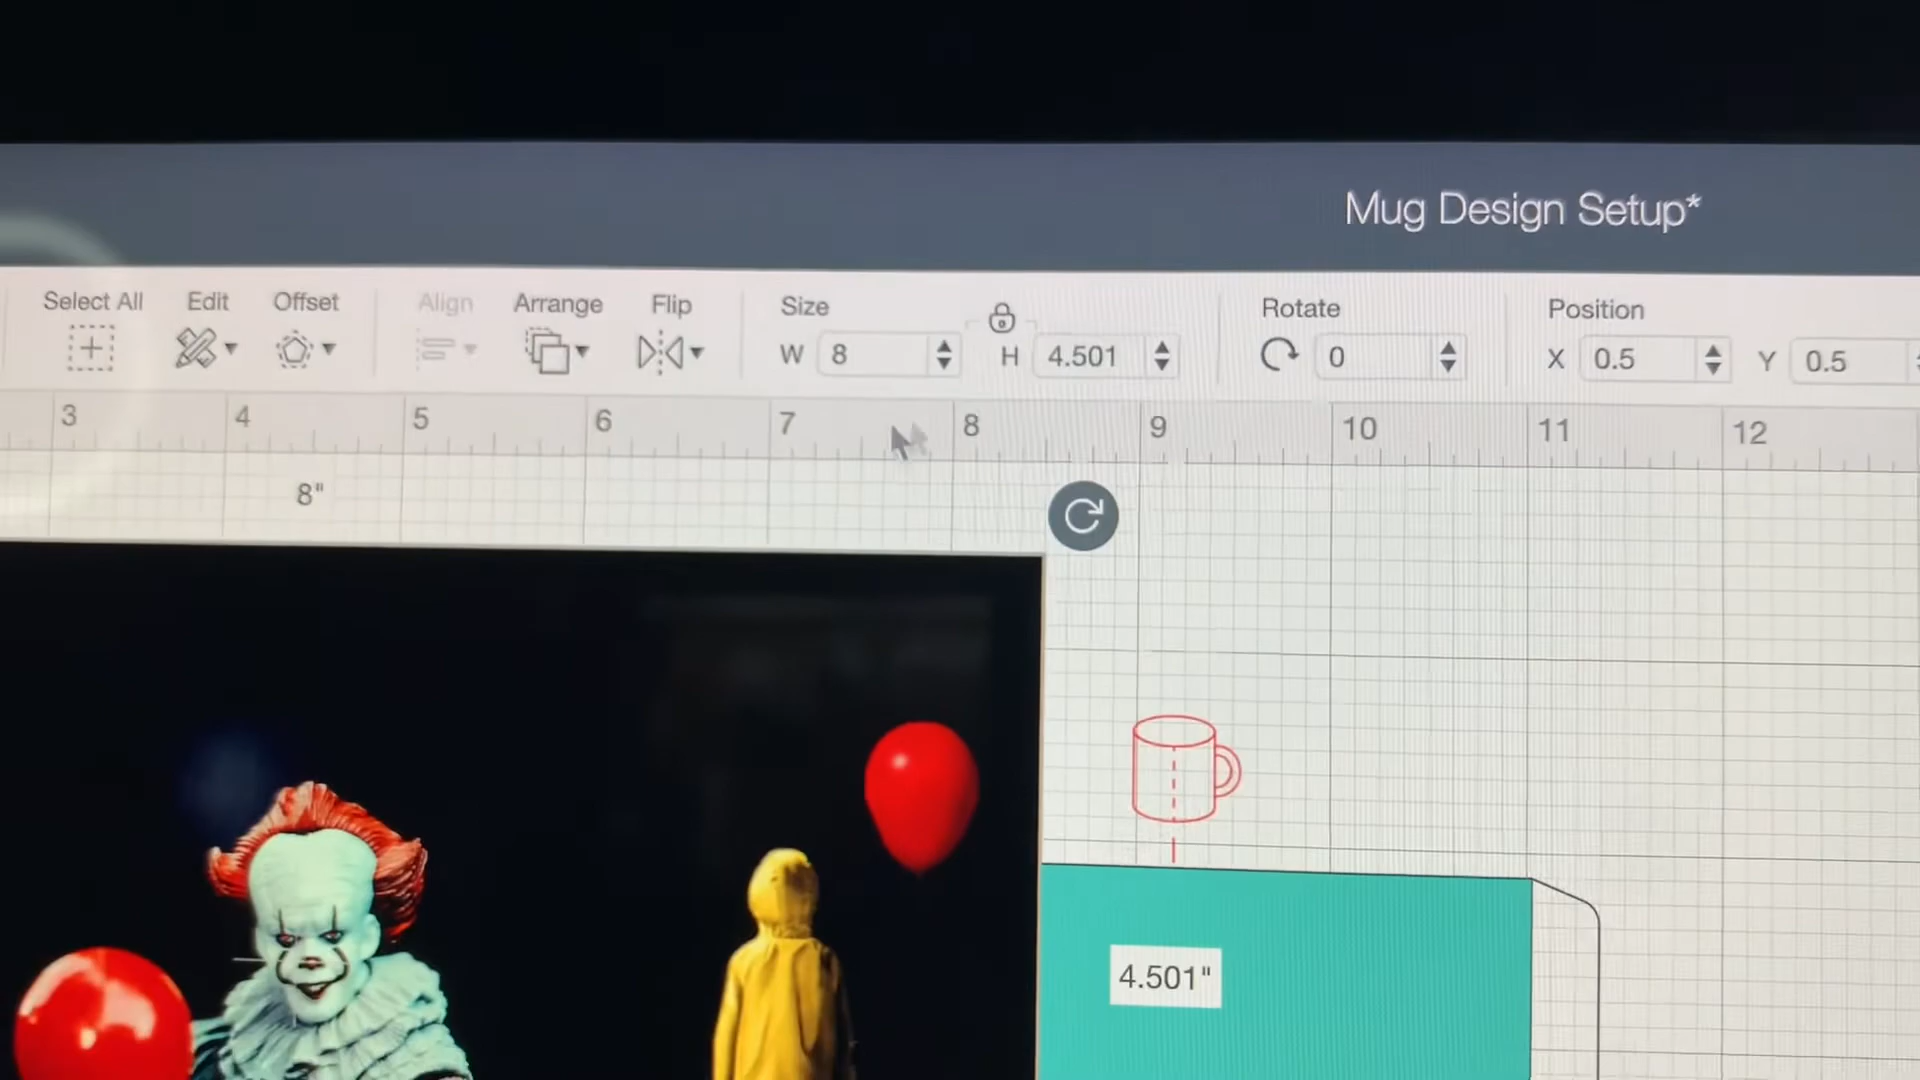 Mug Design Setup*
Select All Edit Offset Align Arrange Flip Size Rotate Position
W 8 H 4.501 0 X 0.5 Y 0.5
3 4 5 6 7 8 9 10 11 12
8"
4.501"